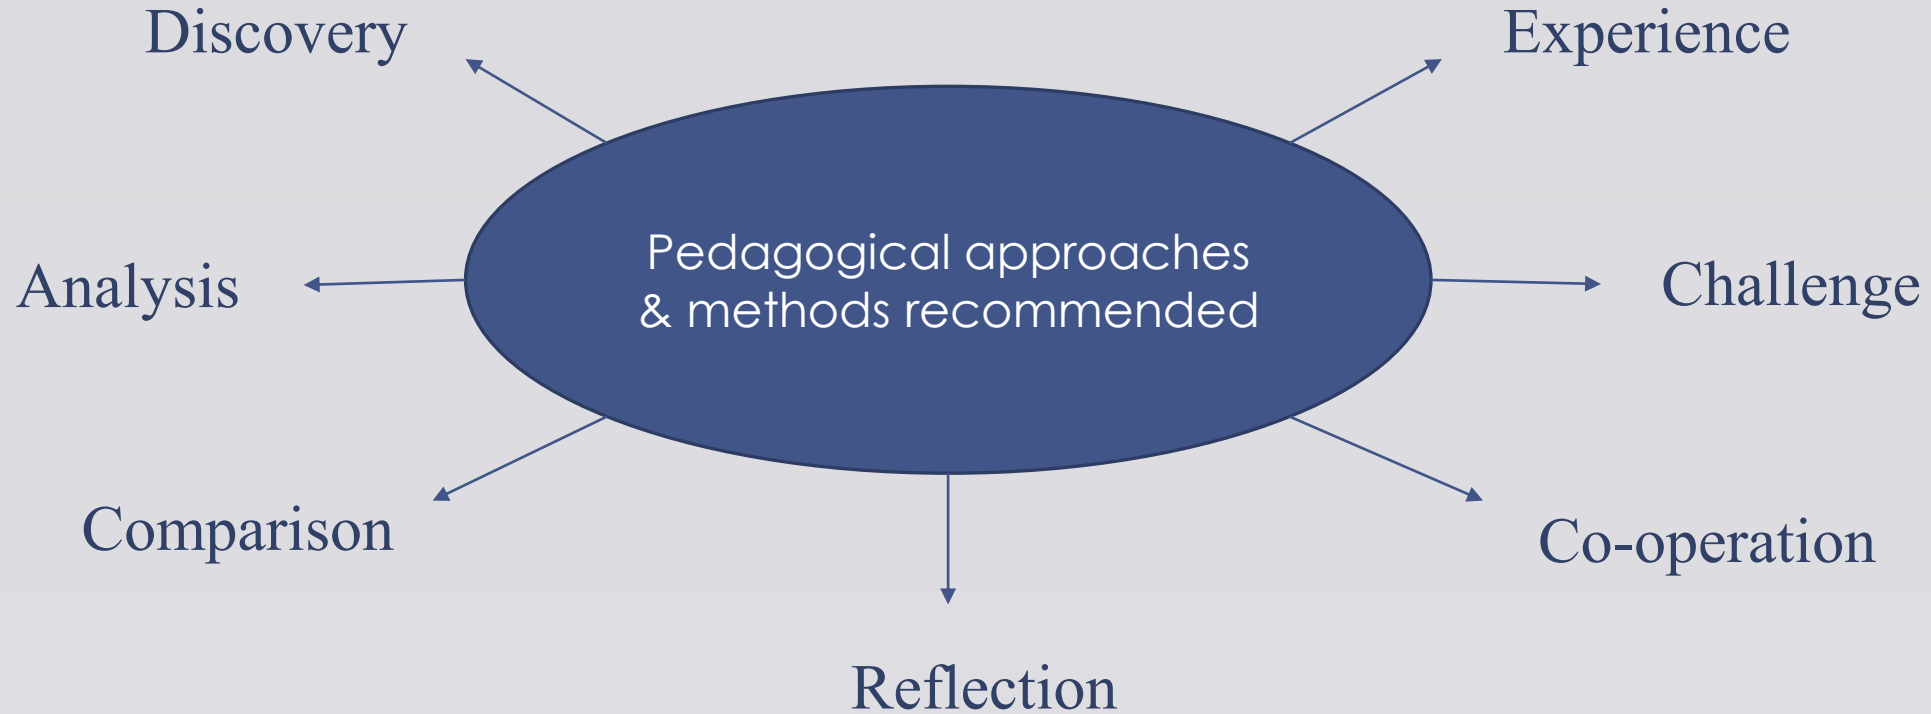 Discovery
Experience
Pedagogical approaches
& methods recommended
Analysis
Challenge
Comparison
Co-operation
Reflection